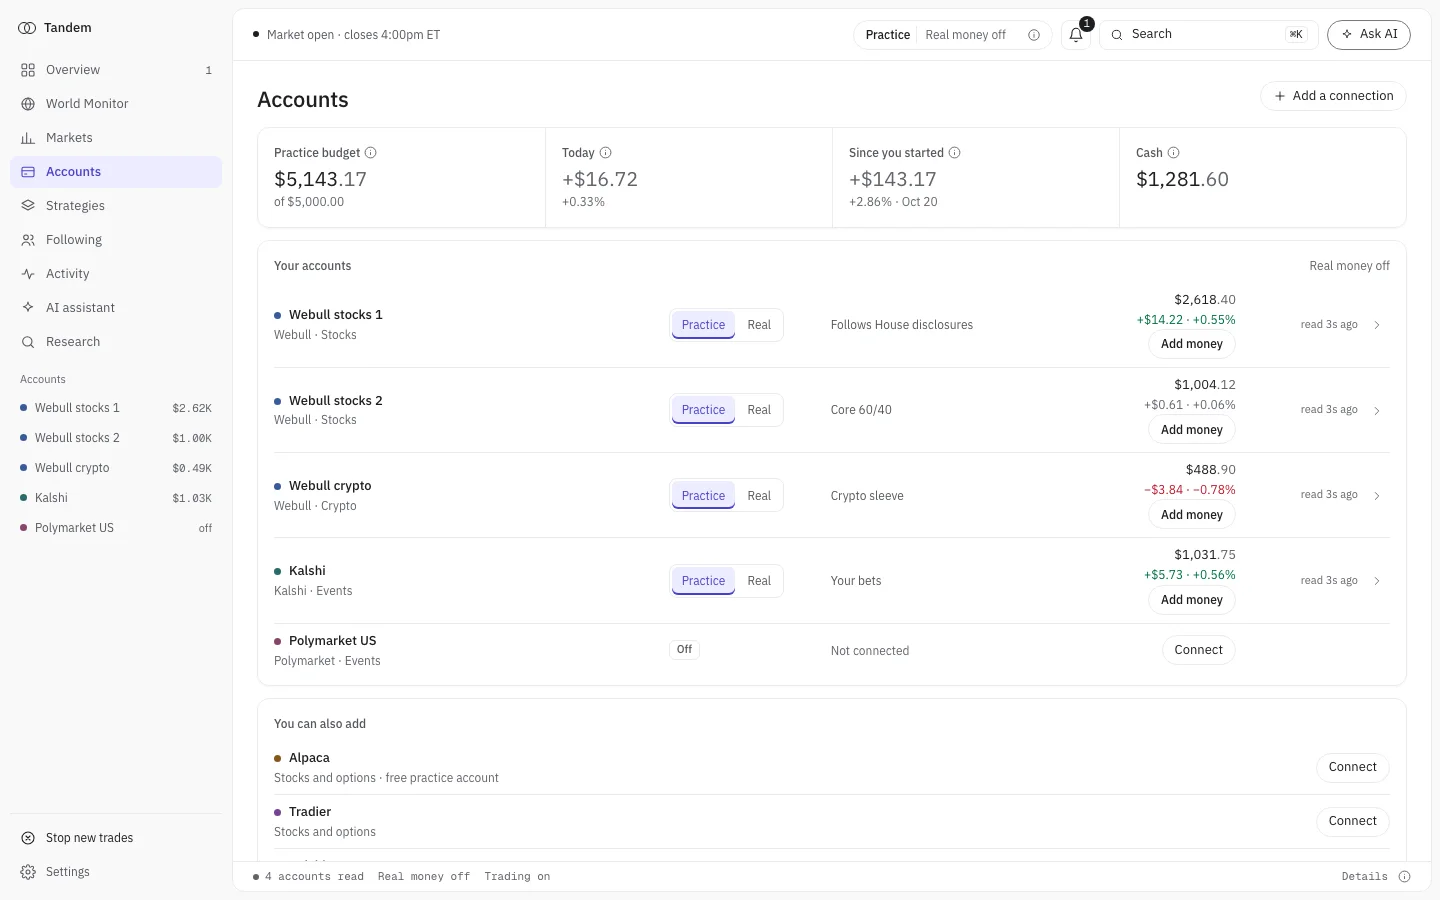 Tandem
Overview 1
World Monitor
Markets
Accounts
Strategies
Following
Activity
AI assistant
Research
Accounts
Webull stocks 1 $2.62K
Webull stocks 2 $1.00K
Webull crypto $0.49K
Kalshi $1.03K
Polymarket US off
Stop new trades
Settings
Market open · closes 4:00pm ET
Practice Real money off
1
Search ⌘K
Ask AI
Accounts
Add a connection
Practice budget
$5,143.17
of $5,000.00
Today
+$16.72
+0.33%
Since you started
+$143.17
+2.86% · Oct 20
Cash
$1,281.60
Your accounts Real money off
Webull stocks 1
Webull · Stocks
Practice Real
Follows House disclosures
$2,618.40
+$14.22 · +0.55%
Add money
read 3s ago
Webull stocks 2
Webull · Stocks
Practice Real
Core 60/40
$1,004.12
+$0.61 · +0.06%
Add money
read 3s ago
Webull crypto
Webull · Crypto
Practice Real
Crypto sleeve
$488.90
−$3.84 · −0.78%
Add money
read 3s ago
Kalshi
Kalshi · Events
Practice Real
Your bets
$1,031.75
+$5.73 · +0.56%
Add money
read 3s ago
Polymarket US
Polymarket · Events
Off
Not connected
Connect
You can also add
Alpaca
Stocks and options · free practice account
Connect
Tradier
Stocks and options
Connect
4 accounts read Real money off Trading on
Details